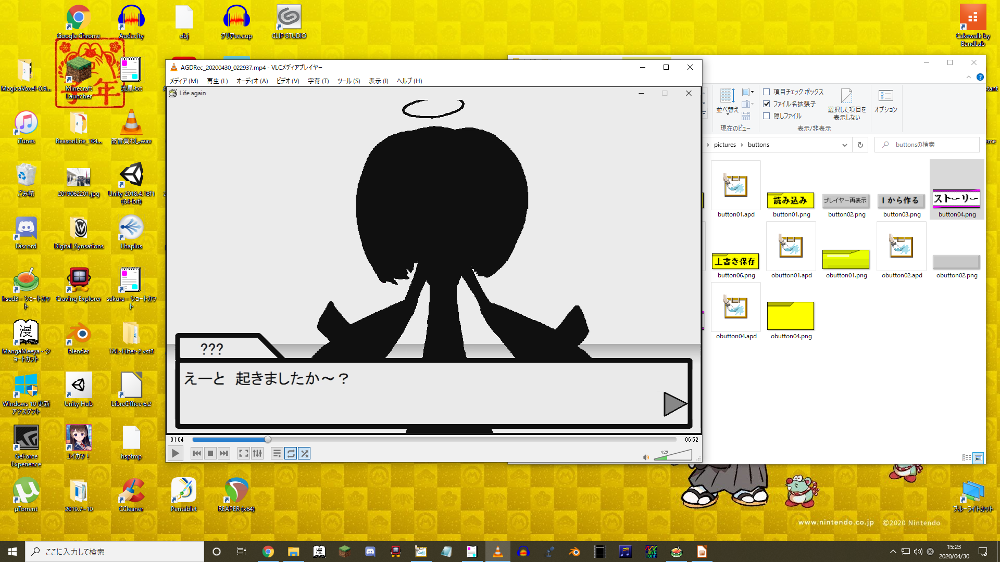 Google Chrome
Audacity
obj
クリアse.aup
CLIP STUDIO
Cakewalk by BandLab
MagicaVoxel-0.9...
Minecraft Launcher
流星.txt
iTunes
ReasonLite_104...
高音質わし.wav
ごみ箱
2019062201.jpg
Unity 2018.4.18f1 (64-bit)
Discord
Digital_Synsations
Lhaplus
hsed3 - ショートカット
Craving Explorer
sakura - ショートカット
MangaMeeya - ショートカット
blender
TAL-Filter-2 vst3
Windows 10 更新アシスタント
Unity Hub
LibreOffice 6.2
GeForce Experience
コイカツ！
hsptmp
μTorrent
2019.7~10
CCleaner
Pentablet
REAPER (x64)
ブルーライトカット
AGDRec_20200430_022937.mp4 - VLCメディアプレイヤー
メディア (M)
再生 (L)
オーディオ (A)
ビデオ (V)
字幕 (T)
ツール (S)
表示 (I)
ヘルプ (H)
Life again
???
えーと 起きましたか～？
01:04
06:52
42%
並べ替え
現在のビュー
項目チェック ボックス
ファイル名拡張子
隠しファイル
選択した項目を
表示しない
表示/非表示
オプション
pictures
buttons
buttonsの検索
button01.apd
読み込み
button01.png
プレイヤー再表示
button02.png
1から作る
button03.png
ストーリー
button04.png
上書き保存
button06.png
obutton01.apd
obutton01.png
obutton02.apd
obutton02.png
obutton04.apd
obutton04.png
www.nintendo.co.jp
©2020 Nintendo
ここに入力して検索
漫
15:23
2020/04/30